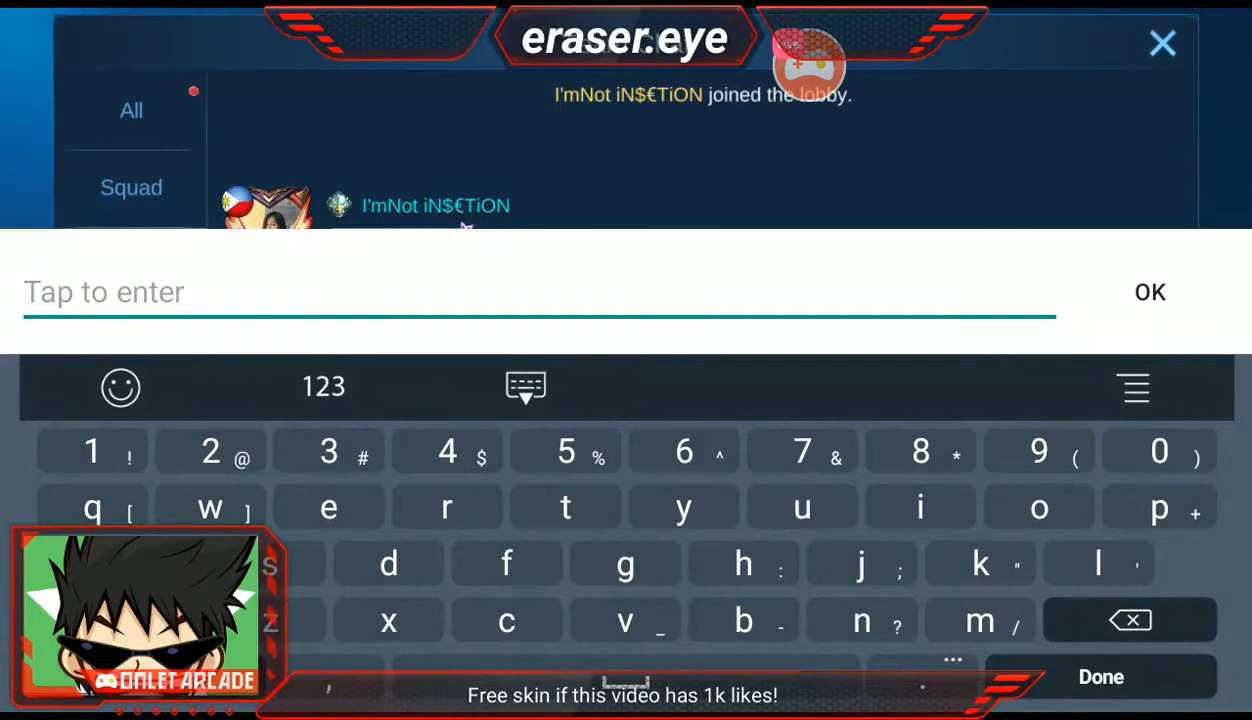 eraser.eye
I'mNot iN$€TiON joined the lobby.
All
Squad
I'mNot iN$€TiON
Tap to enter
OK
123
1 ! 2 @ 3 # 4 $ 5 % 6 ^ 7 & 8 * 9 ( 0 )
q [ w ] e r t y u i o p +
s d f g h : j ; k " l '
z x c v _ b - n ? m /
, . ... Done
OMLET ARCADE
Free skin if this video has 1k likes!